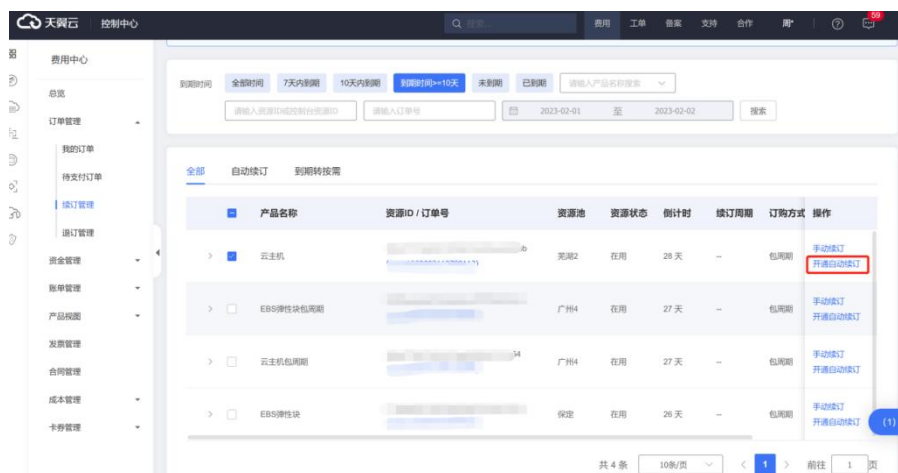 天翼云 控制中心 搜索... 费用 工单 备案 支持 合作 周* 59
费用中心
总览
订单管理
我的订单
待支付订单
续订管理
退订管理
资金管理
账单管理
产品视图
发票管理
合同管理
成本管理
卡券管理
到期时间 全部时间 7天内到期 10天内到期 到期时间>=10天 未到期 已到期 请输入产品名称搜索
请输入资源ID或控制台资源ID 请输入订单号 2023-02-01 至 2023-02-02 搜索
全部 自动续订 到期转按需
产品名称 资源ID / 订单号 资源池 资源状态 倒计时 续订周期 订购方式 操作
云主机 芜湖2 在用 28 天 -- 包周期 手动续订
开通自动续订
EBS弹性块包周期 广州4 在用 27 天 -- 包周期 手动续订
开通自动续订
云主机包周期 广州4 在用 27 天 -- 包周期 手动续订
开通自动续订
EBS弹性块 保定 在用 26 天 -- 包周期 手动续订
开通自动续订
(1)
共 4 条 10条/页 < 1 > 前往 1 页